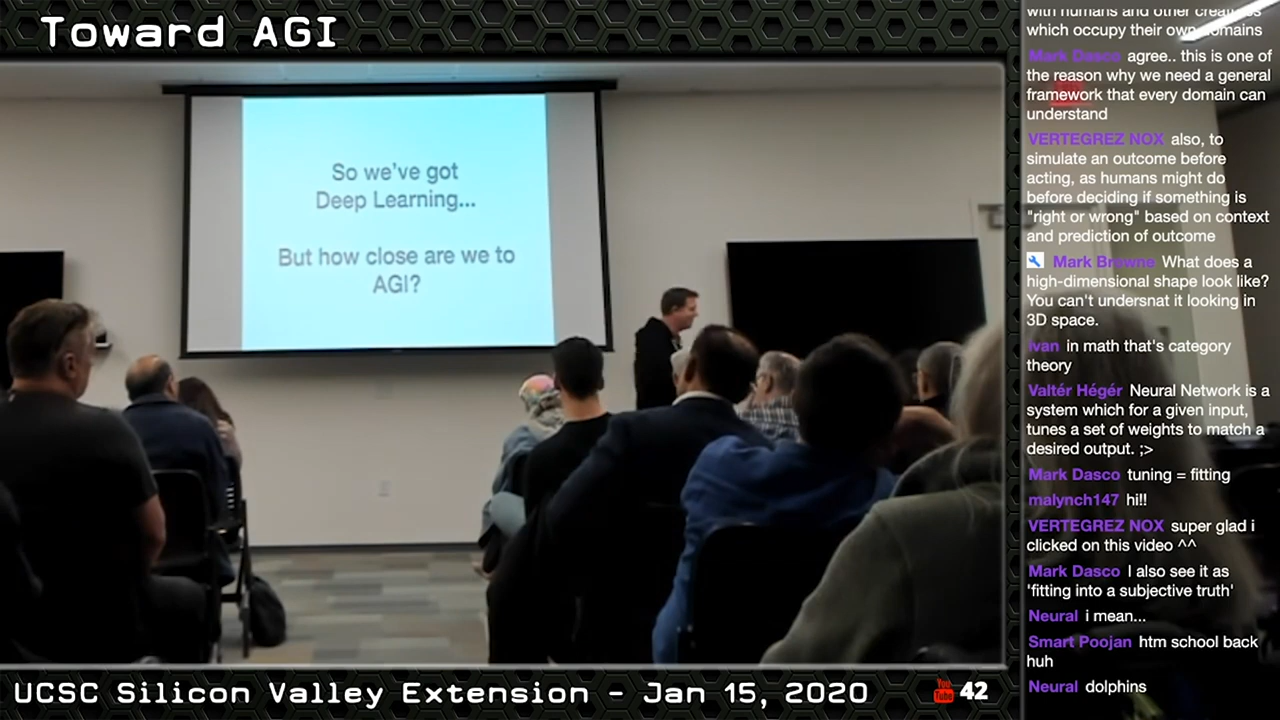 Toward AGI
So we've got
Deep Learning...
But how close are we to
AGI?
with humans and other creatures
which occupy their own domains
Mark Dasco agree.. this is one of
the reason why we need a general
framework that every domain can
understand
VERTEGREZ NOX also, to
simulate an outcome before
acting, as humans might do
before deciding if something is
"right or wrong" based on context
and prediction of outcome
Mark Browne What does a
high-dimensional shape look like?
You can't undersnat it looking in
3D space.
Ivan in math that's category
theory
Valtér Hégér Neural Network is a
system which for a given input,
tunes a set of weights to match a
desired output. ;>
Mark Dasco tuning = fitting
malynch147 hi!!
VERTEGREZ NOX super glad i
clicked on this video ^^
Mark Dasco I also see it as
'fitting into a subjective truth'
Neural i mean...
Smart Poojan htm school back
huh
Neural dolphins
UCSC Silicon Valley Extension - Jan 15, 2020
You
Tube 42